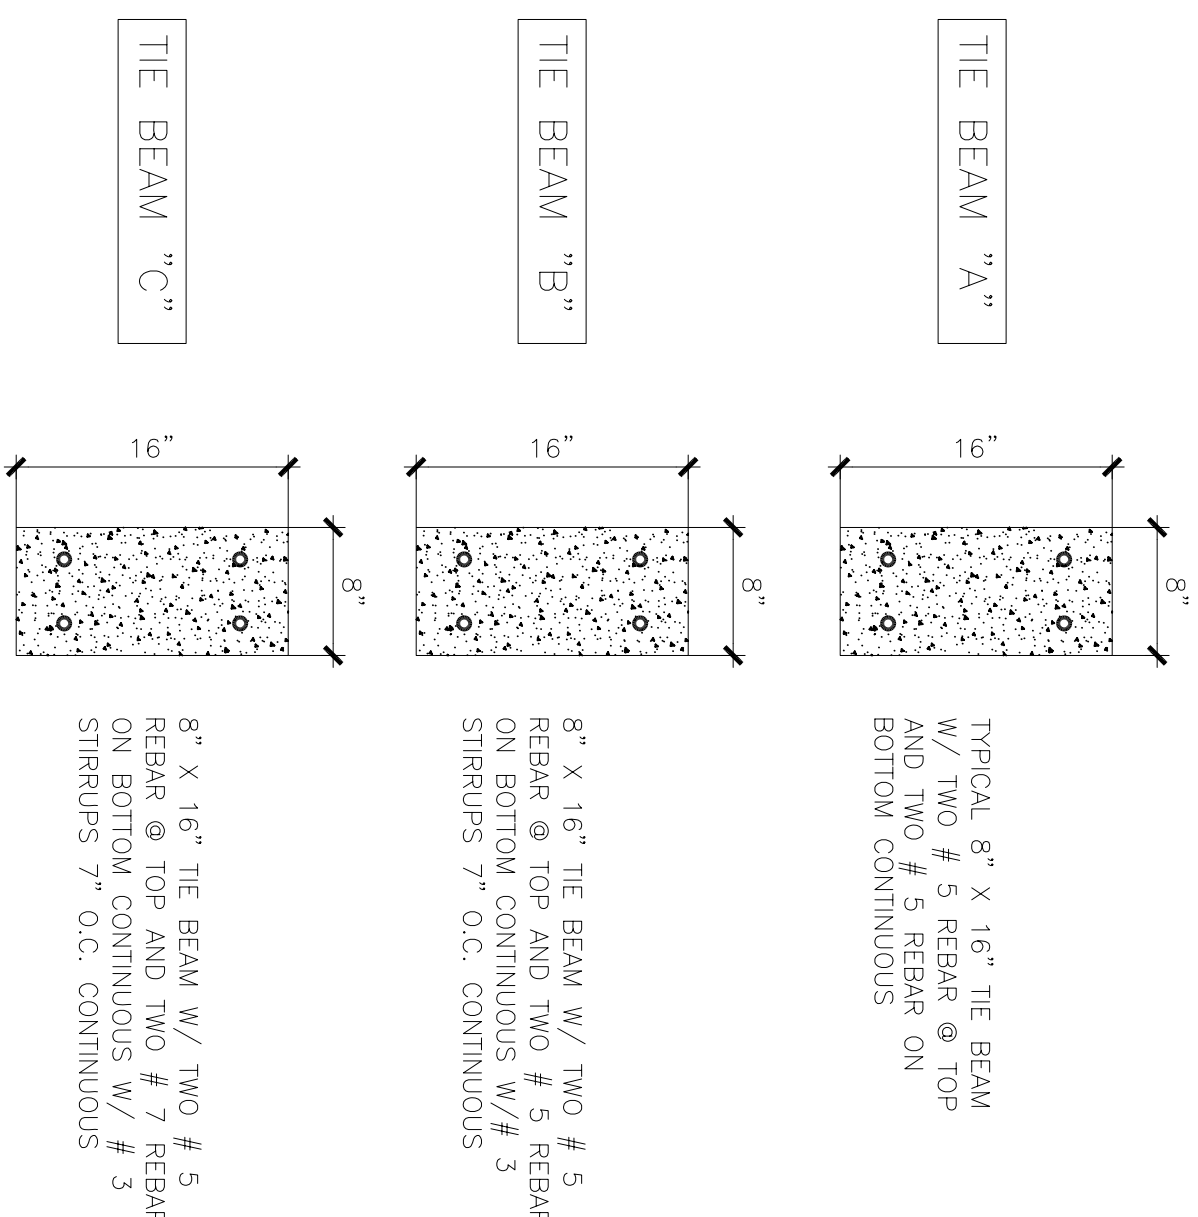 TIE BEAM "A"
16"
8"
TYPICAL 8" X 16" TIE BEAM
W/ TWO # 5 REBAR @ TOP
AND TWO # 5 REBAR ON
BOTTOM CONTINUOUS
TIE BEAM "B"
16"
8"
8" X 16" TIE BEAM W/ TWO # 5
REBAR @ TOP AND TWO # 5 REBAR
ON BOTTOM CONTINUOUS W/# 3
STIRRUPS 7" O.C. CONTINUOUS
TIE BEAM "C"
16"
8"
8" X 16" TIE BEAM W/ TWO # 5
REBAR @ TOP AND TWO # 7 REBAR
ON BOTTOM CONTINUOUS W/ # 3
STIRRUPS 7" O.C. CONTINUOUS